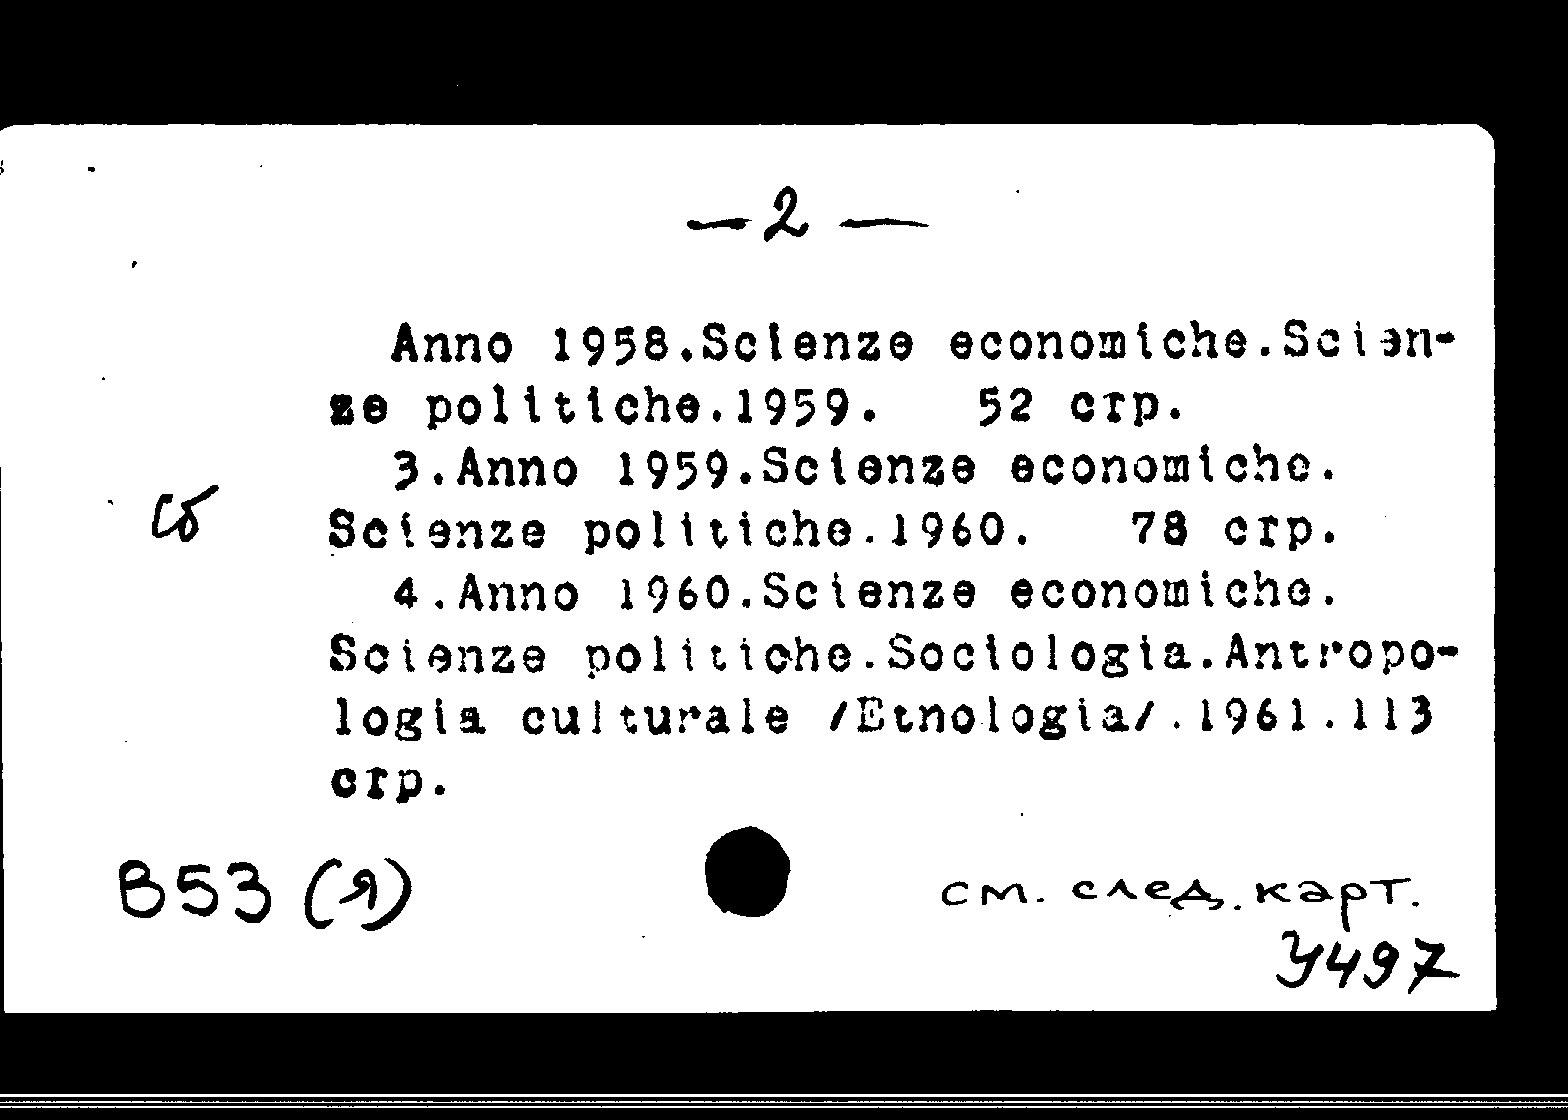 — 2 —
Anno 1958.Scienze economiche.Scien-
ze politiche.1959. 52 стр.
3.Anno 1959.Scienze economiche.
сб
Scienze politiche.1960. 78 стр.
4.Anno 1960.Scienze economiche.
Scienze politiche.Sociologia.Antropo-
logia culturale /Etnologia/.1961.113
стр.
В53 (Я)
см. след. карт.
У497